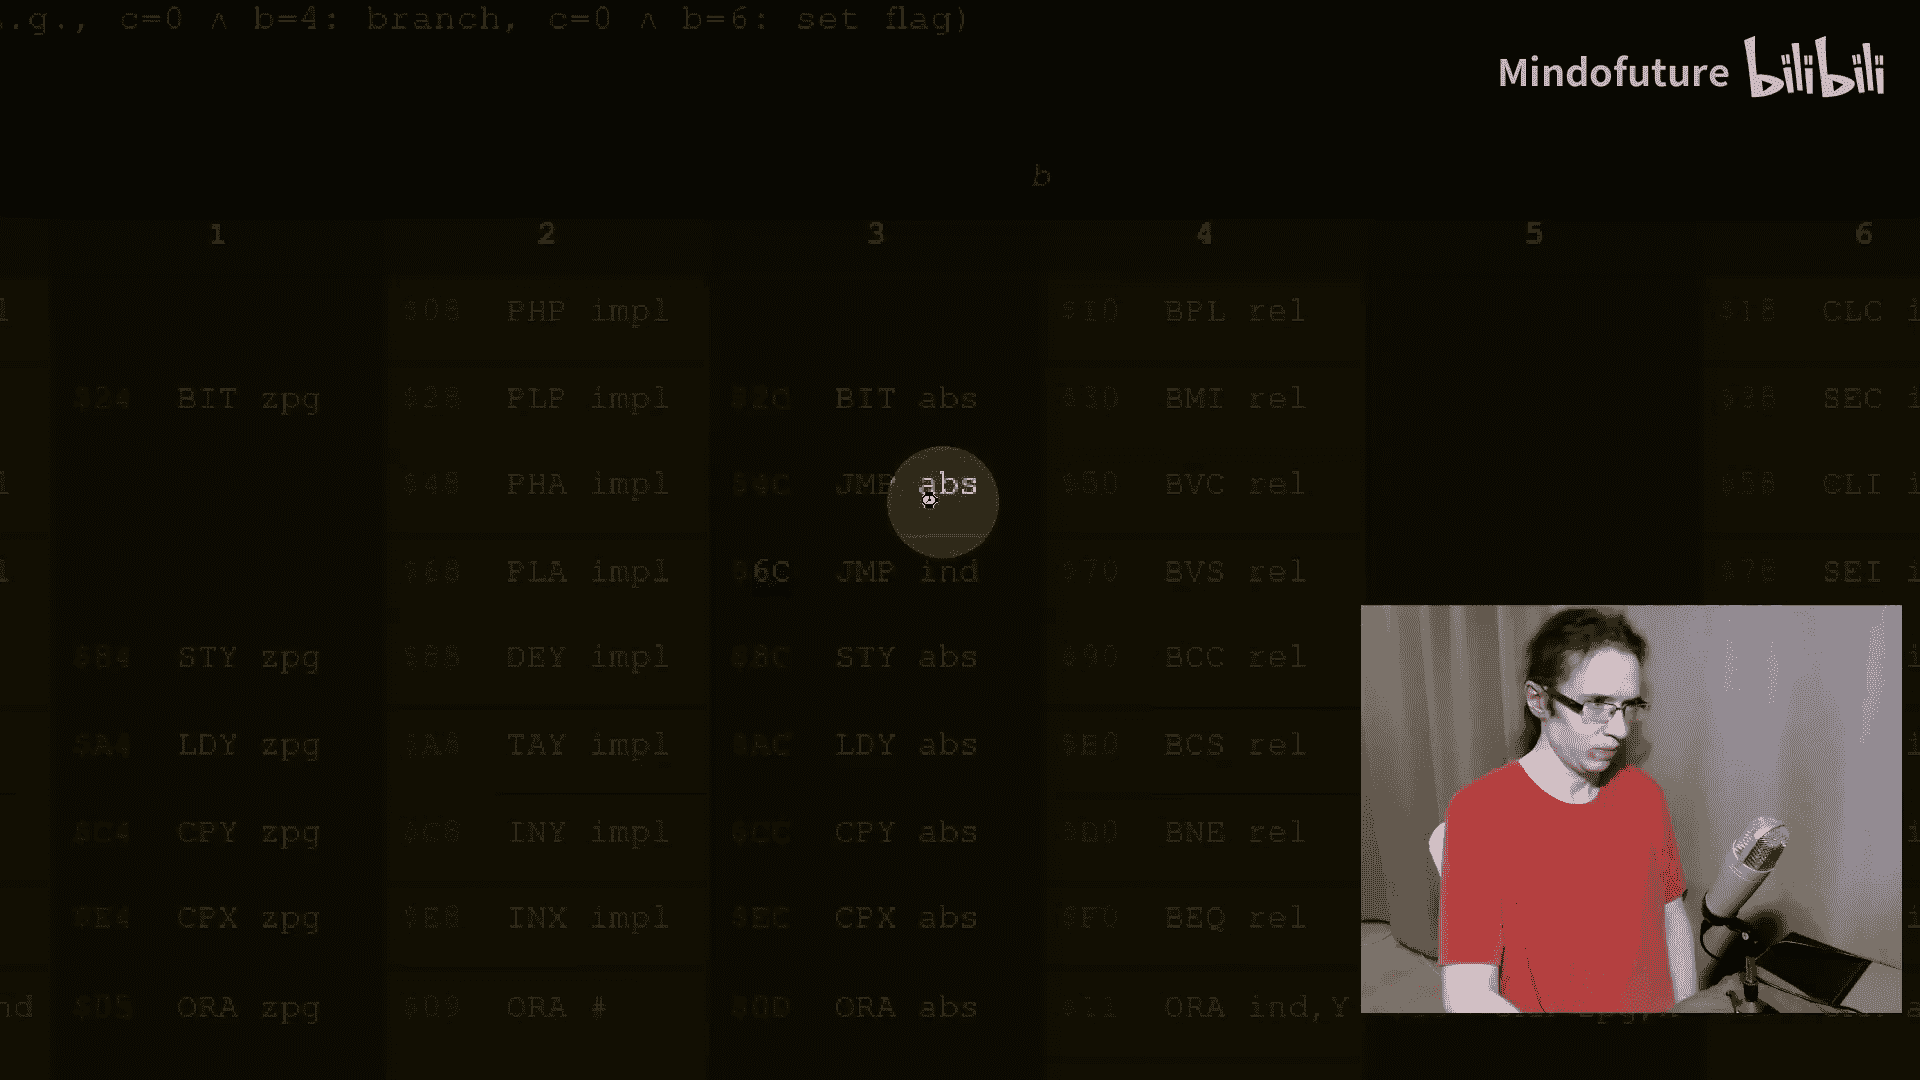 .g., c=0 ∧ b=4: branch, c=0 ∧ b=6: set flag)
Mindofuture bilibili
b
1 2 3 4 5 6
$08 PHP impl $10 BPL rel $18 CLC i
$24 BIT zpg $28 PLP impl $2C BIT abs $30 BMI rel $38 SEC i
l $48 PHA impl $4C JMP abs $50 BVC rel $58 CLI i
l $68 PLA impl $6C JMP ind $70 BVS rel $78 SEI i
$84 STY zpg $88 DEY impl $8C STY abs $90 BCC rel
$A4 LDY zpg $A8 TAY impl $AC LDY abs $B0 BCS rel
$C4 CPY zpg $C8 INY impl $CC CPY abs $D0 BNE rel
$E4 CPX zpg $E8 INX impl $EC CPX abs $F0 BEQ rel
nd $05 ORA zpg $09 ORA # $0D ORA abs $11 ORA ind,Y